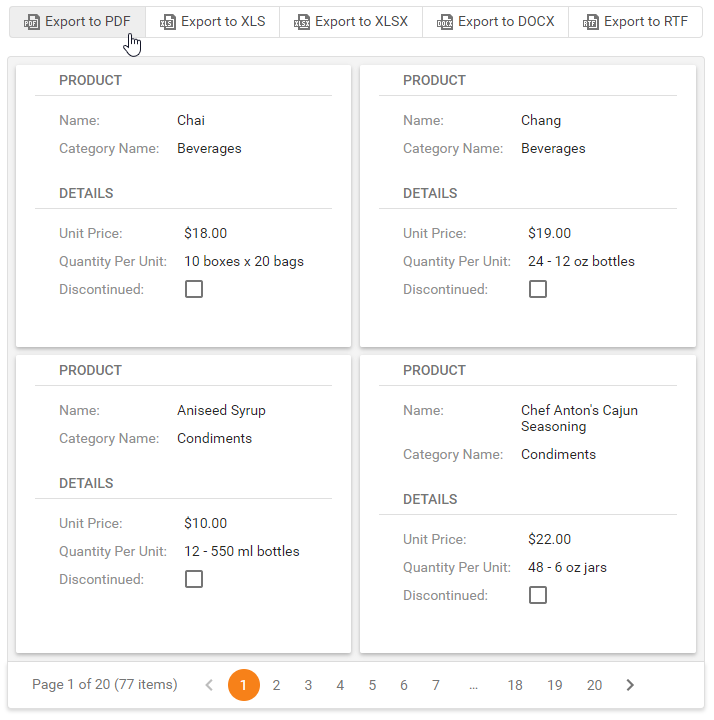 Export to PDF Export to XLS Export to XLSX Export to DOCX Export to RTF
PRODUCT
Name: Chai
Category Name: Beverages
DETAILS
Unit Price: $18.00
Quantity Per Unit: 10 boxes x 20 bags
Discontinued:
PRODUCT
Name: Chang
Category Name: Beverages
DETAILS
Unit Price: $19.00
Quantity Per Unit: 24 - 12 oz bottles
Discontinued:
PRODUCT
Name: Aniseed Syrup
Category Name: Condiments
DETAILS
Unit Price: $10.00
Quantity Per Unit: 12 - 550 ml bottles
Discontinued:
PRODUCT
Name: Chef Anton's Cajun
Seasoning
Category Name: Condiments
DETAILS
Unit Price: $22.00
Quantity Per Unit: 48 - 6 oz jars
Discontinued:
Page 1 of 20 (77 items) 1 2 3 4 5 6 7 ... 18 19 20